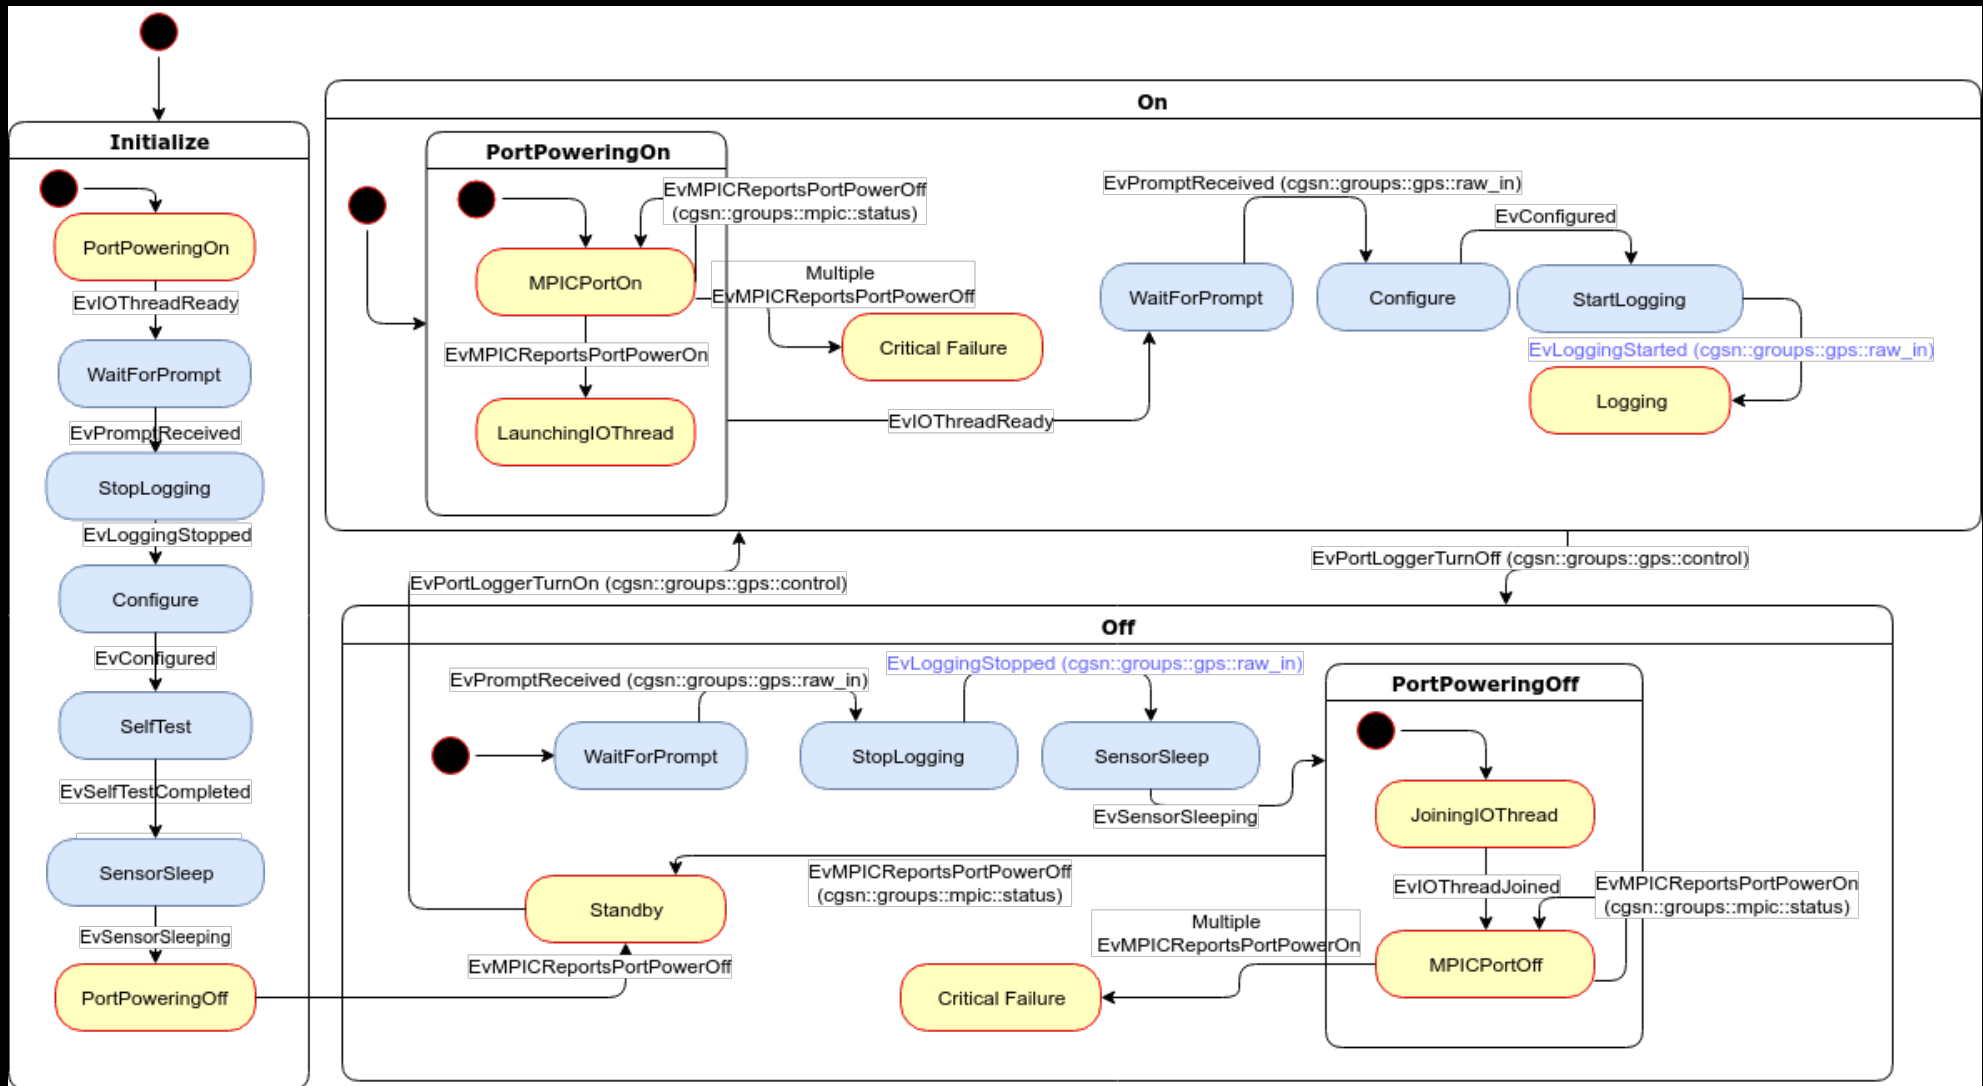 Initialize
PortPoweringOn
EvIOThreadReady
WaitForPrompt
EvPromptReceived
StopLogging
EvLoggingStopped
Configure
EvConfigured
SelfTest
EvSelfTestCompleted
SensorSleep
EvSensorSleeping
PortPoweringOff
On
PortPoweringOn
EvMPICReportsPortPowerOff
(cgsn::groups::mpic::status)
MPICPortOn
Multiple
EvMPICReportsPortPowerOff
Critical Failure
EvMPICReportsPortPowerOn
LaunchingIOThread
EvIOThreadReady
EvPromptReceived (cgsn::groups::gps::raw_in)
EvConfigured
WaitForPrompt
Configure
StartLogging
EvLoggingStarted (cgsn::groups::gps::raw_in)
Logging
EvPortLoggerTurnOn (cgsn::groups::gps::control)
EvPortLoggerTurnOff (cgsn::groups::gps::control)
Off
EvPromptReceived (cgsn::groups::gps::raw_in)
EvLoggingStopped (cgsn::groups::gps::raw_in)
WaitForPrompt
StopLogging
SensorSleep
EvSensorSleeping
PortPoweringOff
JoiningIOThread
EvIOThreadJoined
EvMPICReportsPortPowerOn
(cgsn::groups::mpic::status)
MPICPortOff
EvMPICReportsPortPowerOff
(cgsn::groups::mpic::status)
Standby
EvMPICReportsPortPowerOff
Multiple
EvMPICReportsPortPowerOn
Critical Failure